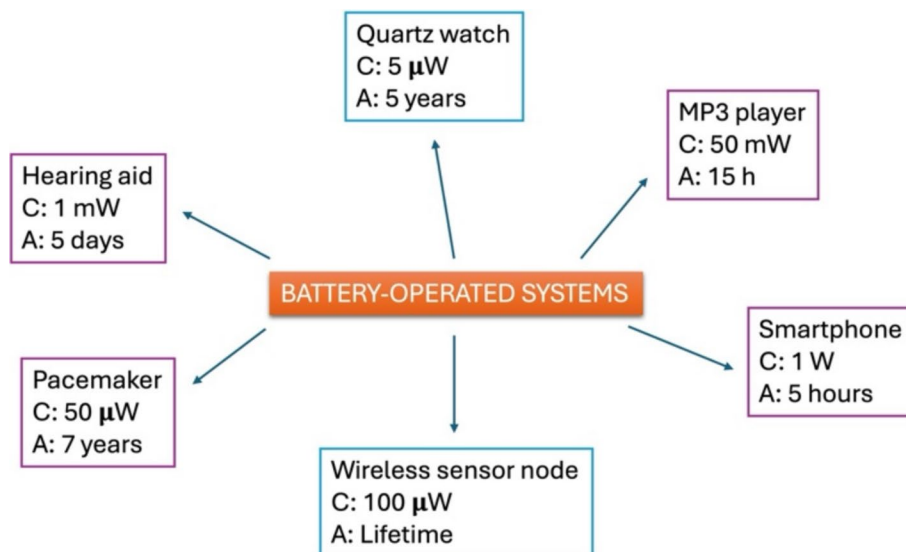 Quartz watch
C: 5 µW
A: 5 years
MP3 player
C: 50 mW
A: 15 h
Hearing aid
C: 1 mW
A: 5 days
BATTERY-OPERATED SYSTEMS
Smartphone
C: 1 W
A: 5 hours
Pacemaker
C: 50 µW
A: 7 years
Wireless sensor node
C: 100 µW
A: Lifetime